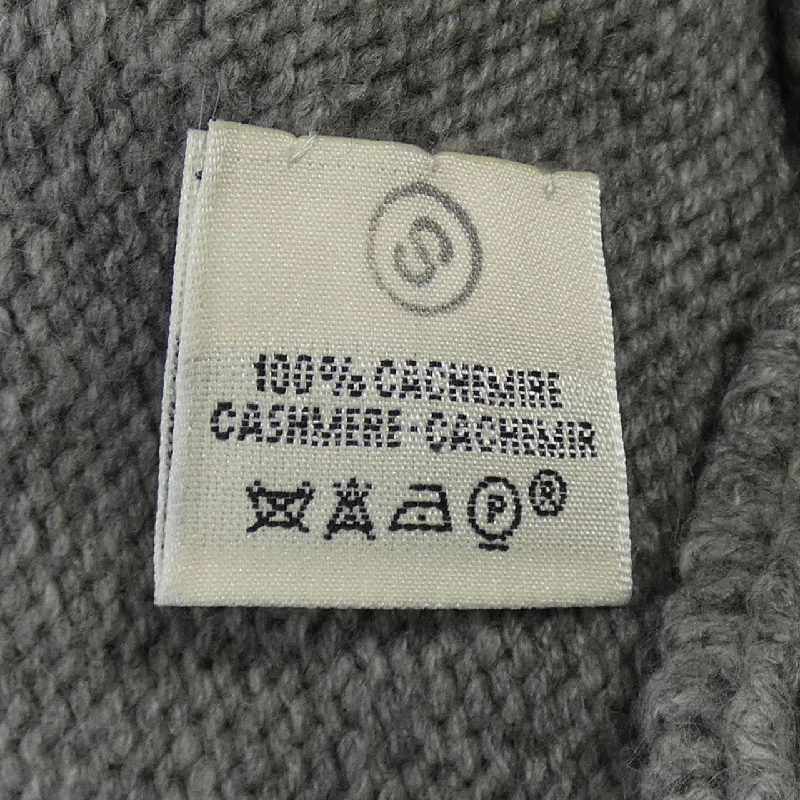 S
100% CACHEMIRE
CASHMERE-CACHEMIR
P ®